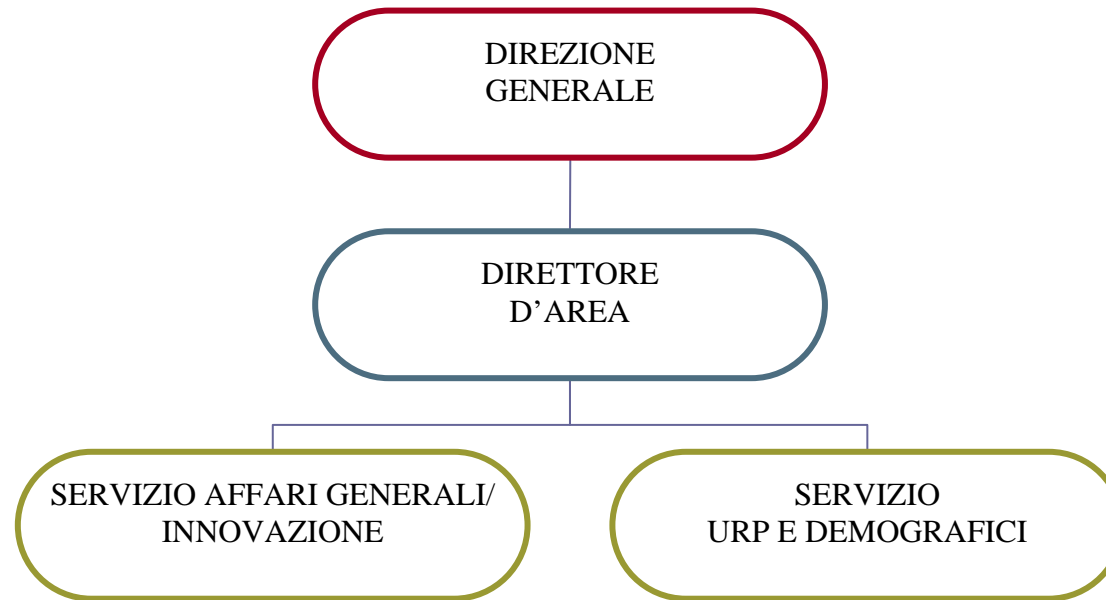 DIREZIONE
GENERALE
DIRETTORE
D’AREA
SERVIZIO AFFARI GENERALI/
INNOVAZIONE
SERVIZIO
URP E DEMOGRAFICI